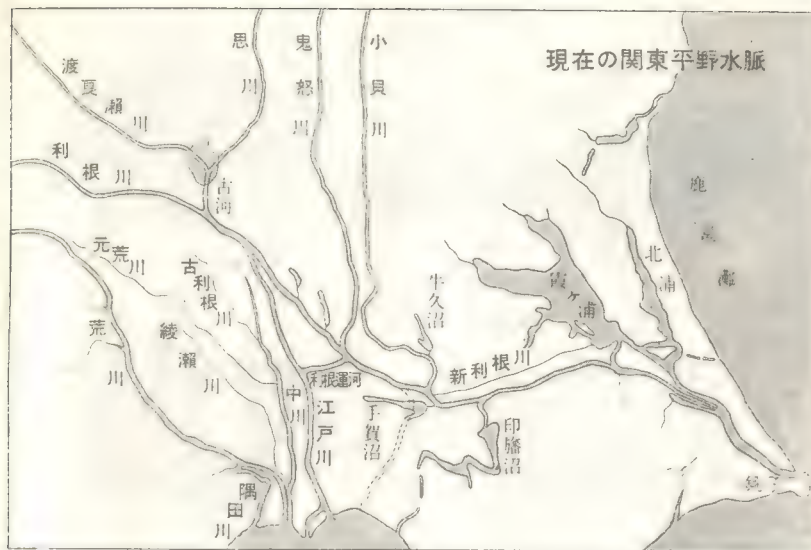 現在の関東平野水脈
渡良瀬川
思川
鬼怒川
小貝川
利根川
古河
元荒川
古利根川
荒川
綾瀬川
中川
江戸川
利根運河
隅田川
手賀沼
牛久沼
新利根川
印旛沼
霞ヶ浦
北浦
鹿島灘